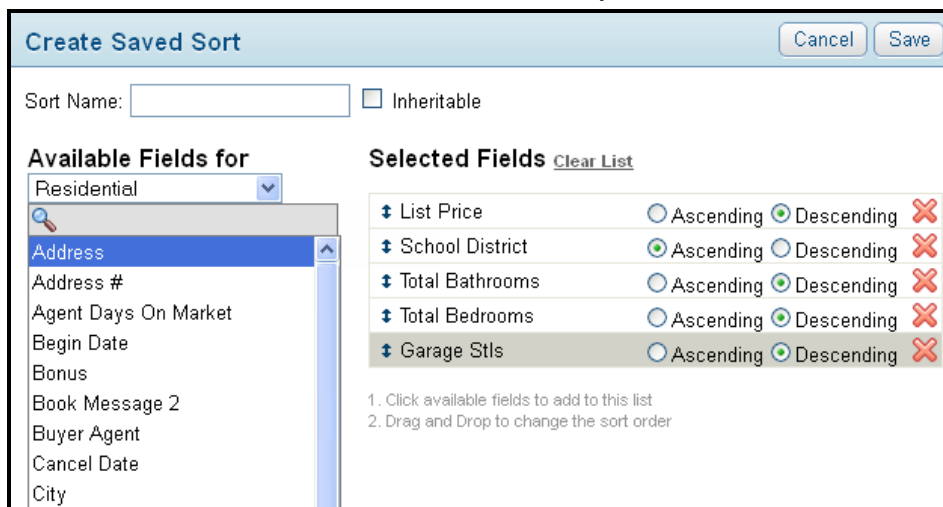 Create Saved Sort Cancel Save
Sort Name: Inheritable
Available Fields for
Residential
Address
Address #
Agent Days On Market
Begin Date
Bonus
Book Message 2
Buyer Agent
Cancel Date
City
Selected Fields Clear List
List Price Ascending Descending
School District Ascending Descending
Total Bathrooms Ascending Descending
Total Bedrooms Ascending Descending
Garage Stls Ascending Descending
1. Click available fields to add to this list
2. Drag and Drop to change the sort order